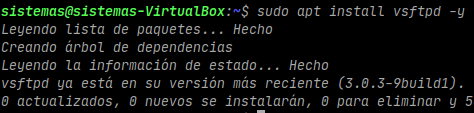 sistemas@sistemas-VirtualBox:~$ sudo apt install vsftpd -y
Leyendo lista de paquetes... Hecho
Creando árbol de dependencias
Leyendo la información de estado... Hecho
vsftpd ya está en su versión más reciente (3.0.3-9build1).
0 actualizados, 0 nuevos se instalarán, 0 para eliminar y 5